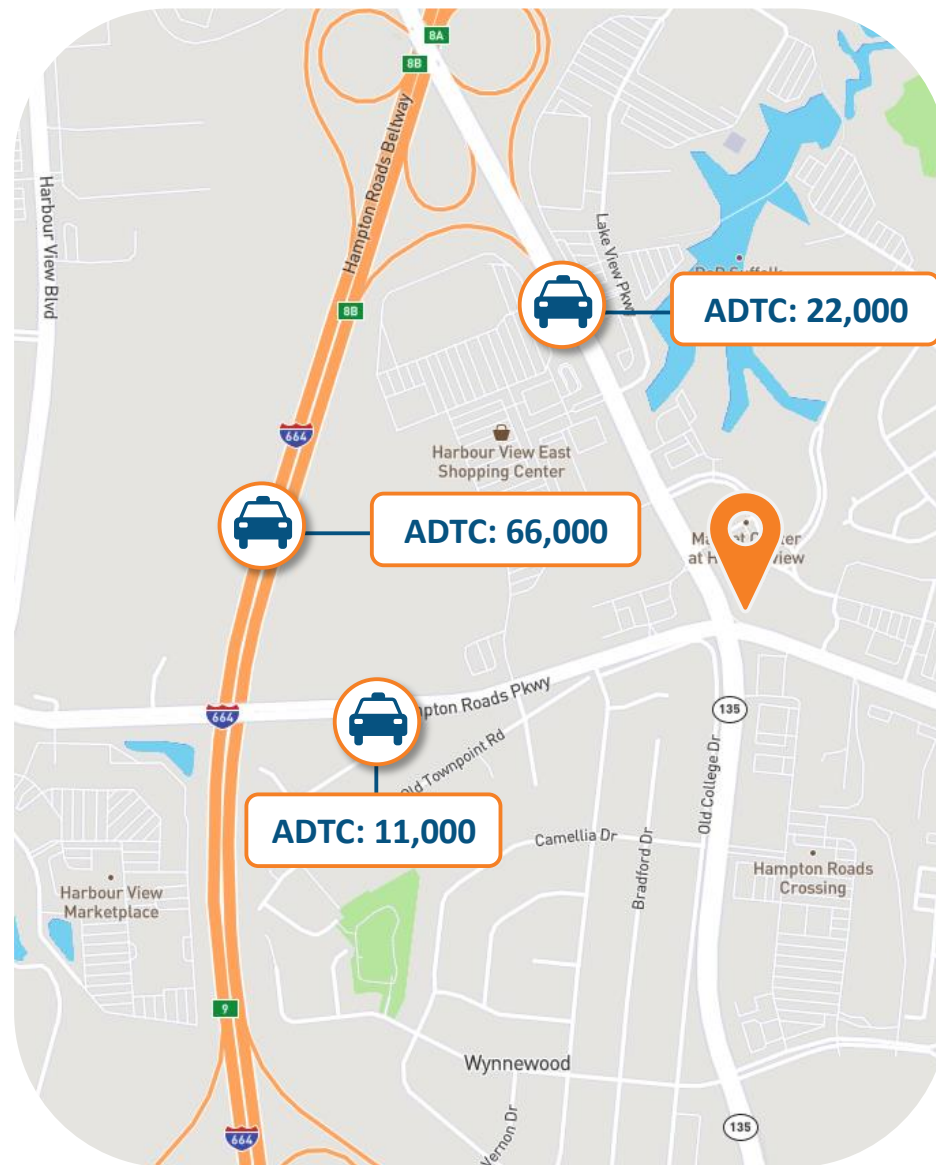 8A
8B
Hampton Roads Beltway
Harbour View Blvd
Lake View Pkwy
ADTC: 22,000
8B
664
Harbour View East
Shopping Center
ADTC: 66,000
at
Hampton Roads Pkwy
664
135
Old Townpoint Rd
Old College Dr
ADTC: 11,000
Camellia Dr
Bradford Dr
Hampton Roads
Crossing
Harbour View
Marketplace
9
Wynnewood
135
664
Vernon Dr